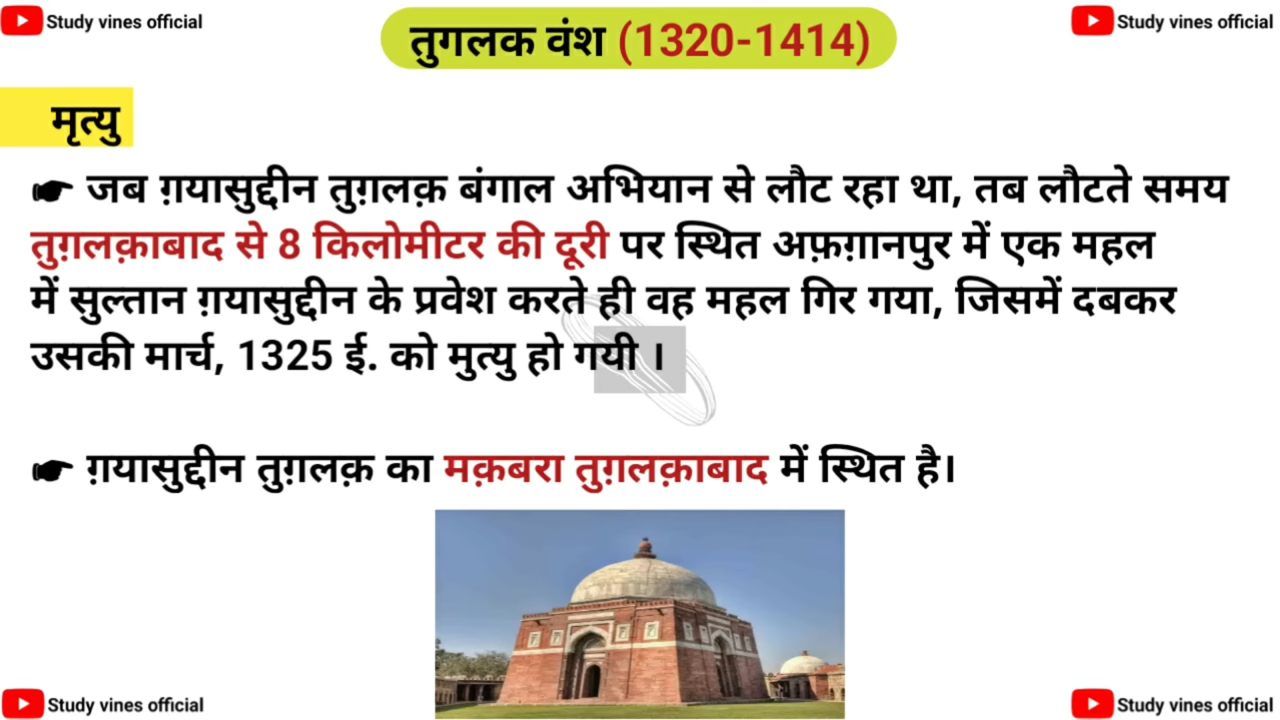 Study vines official
तुगलक वंश (1320-1414)
Study vines official
मृत्यु
☛ जब ग़यासुद्दीन तुग़लक़ बंगाल अभियान से लौट रहा था, तब लौटते समय
तुग़लक़ाबाद से 8 किलोमीटर की दूरी पर स्थित अफ़ग़ानपुर में एक महल
में सुल्तान ग़यासुद्दीन के प्रवेश करते ही वह महल गिर गया, जिसमें दबकर
उसकी मार्च, 1325 ई. को मुत्यु हो गयी ।
☛ ग़यासुद्दीन तुग़लक़ का मक़बरा तुग़लक़ाबाद में स्थित है।
Study vines official
Study vines official